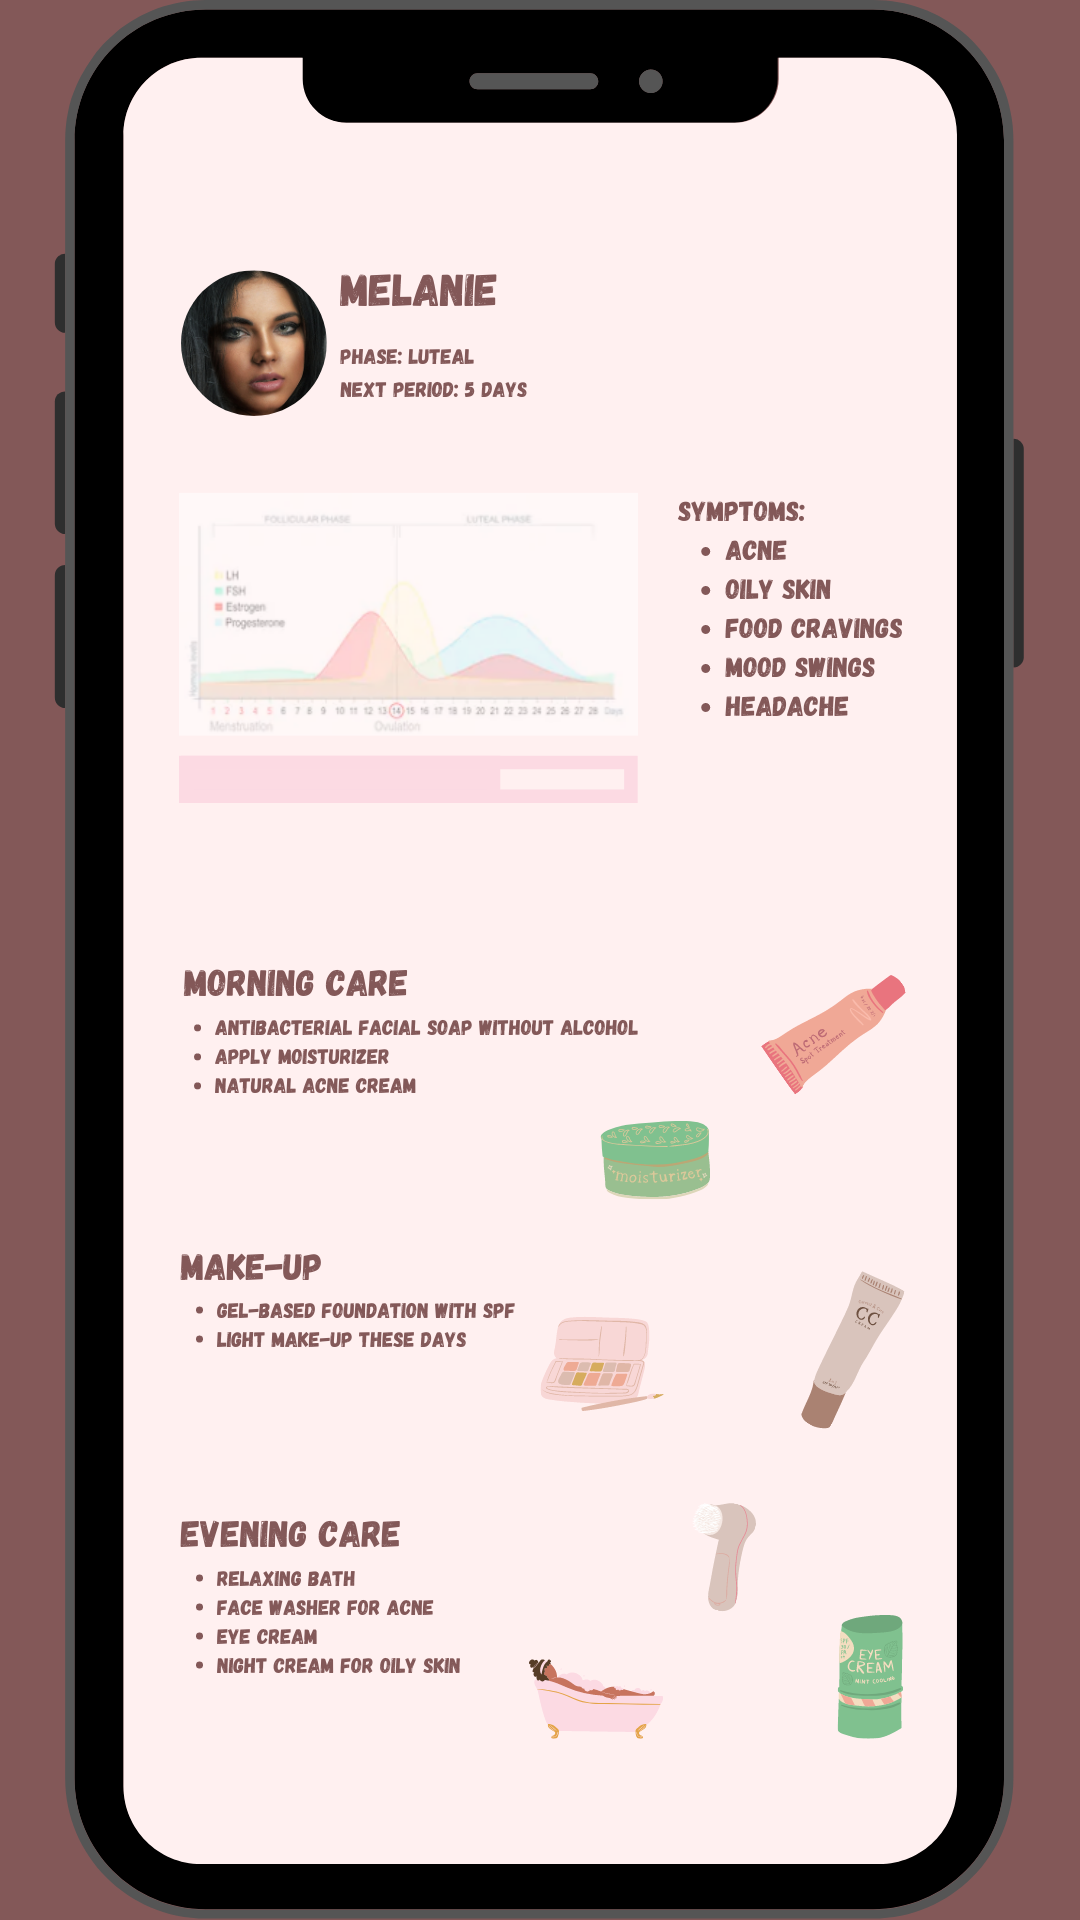 MELANIE
PHASE: LUTEAL
NEXT PERIOD: 5 DAYS
FOLLICULAR PHASE
LUTEAL PHASE
LH
FSH
Estrogen
Progesterone
Hormone levels
1 2 3 4 5 6 7 8 9 10 11 12 13 14 15 16 17 18 19 20 21 22 23 24 25 26 27 28 Days
Menstruation
Ovulation
SYMPTOMS:
• ACNE
• OILY SKIN
• FOOD CRAVINGS
• MOOD SWINGS
• HEADACHE
MORNING CARE
• ANTIBACTERIAL FACIAL SOAP WITHOUT ALCOHOL
• APPLY MOISTURIZER
• NATURAL ACNE CREAM
Acne
Spot Treatment
moisturizer
MAKE-UP
• GEL-BASED FOUNDATION WITH SPF
• LIGHT MAKE-UP THESE DAYS
CC
CREAM
EVENING CARE
• RELAXING BATH
• FACE WASHER FOR ACNE
• EYE CREAM
• NIGHT CREAM FOR OILY SKIN
EYE
CREAM
MINT COOLING